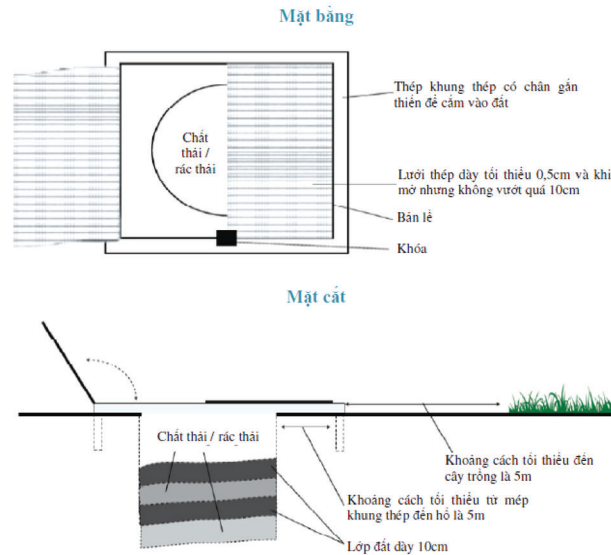 Mặt bằng
Thép khung thép có chân gắn
thiến để cắm vào đất
Chất
thải /
rác thải
Lưới thép dày tối thiểu 0,5cm và khi
mở nhưng không vướt quá 10cm
Bản lề
Khóa
Mặt cắt
Chất thải / rác thải
Khoảng cách tối thiểu đến
cây trồng là 5m
Khoảng cách tối thiểu từ mép
khung thép đến hố là 5m
Lớp đất dày 10cm